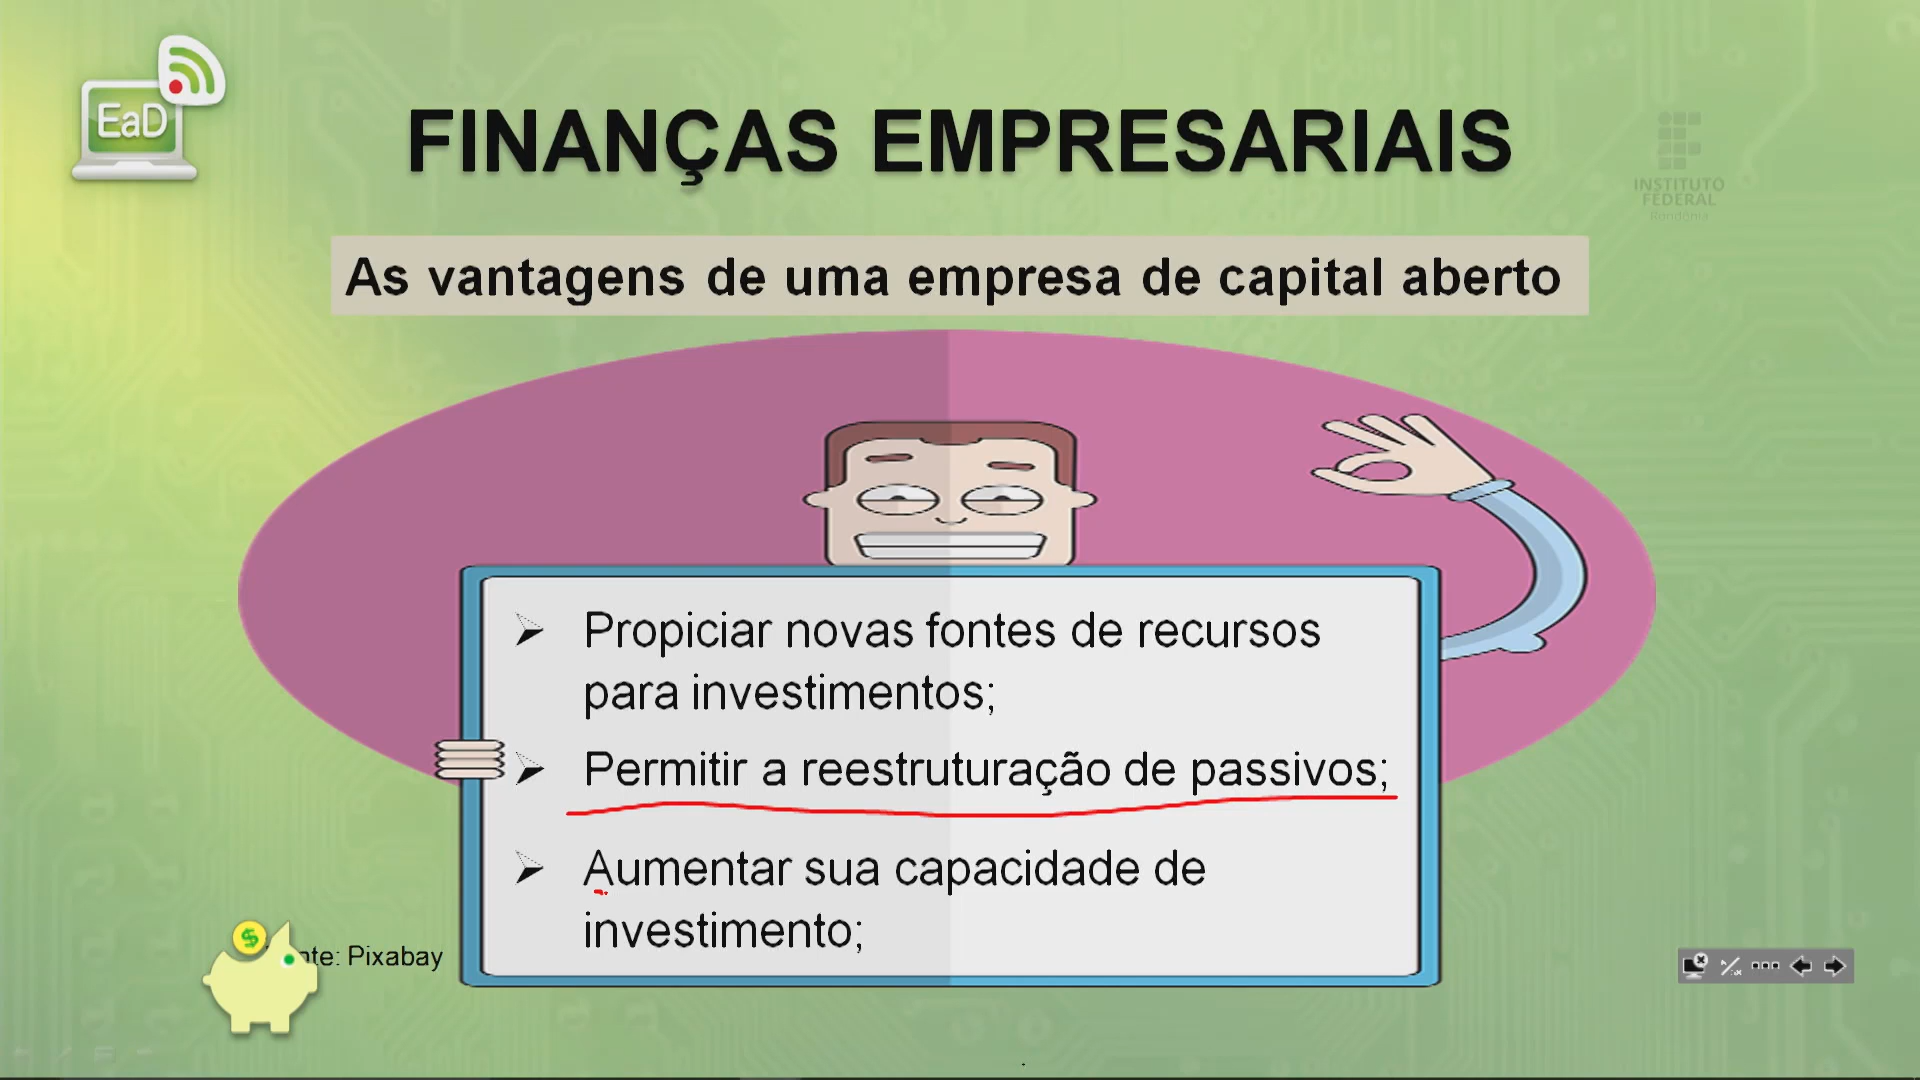 EaD
FINANÇAS EMPRESARIAIS
INSTITUTO
FEDERAL
Rondônia
As vantagens de uma empresa de capital aberto
Propiciar novas fontes de recursos
para investimentos;
Permitir a reestruturação de passivos;
Aumentar sua capacidade de
investimento;
$
Pixabay